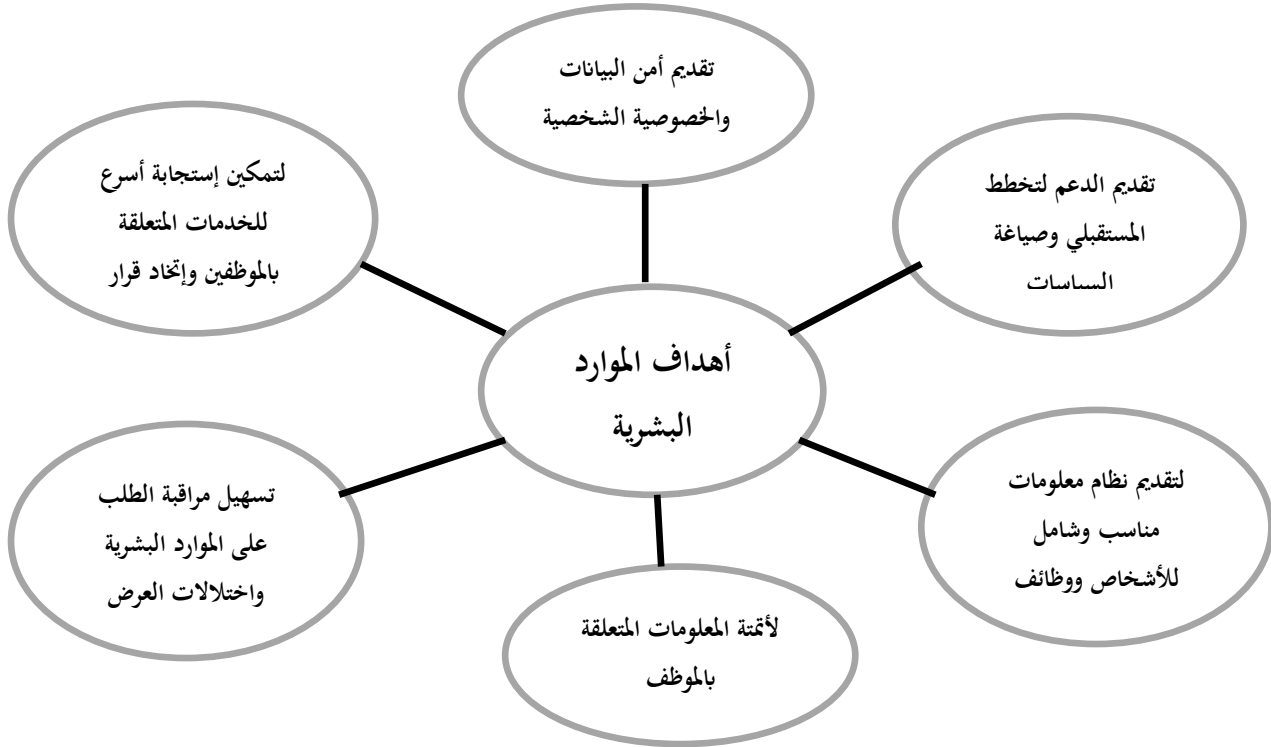 تقديم أمن البيانات
والخصوصية الشخصية
تقديم الدعم لتخطط
المستقبلي وصياغة
السياسات
لتمكين إستجابة أسرع
للخدمات المتعلقة
بالموظفين وإتخاد قرار
أهداف الموارد
البشرية
لتقديم نظام معلومات
مناسب وشامل
للأشخاص ووظائف
تسهيل مراقبة الطلب
على الموارد البشرية
واختلالات العرض
لأتمتة المعلومات المتعلقة
بالموظف